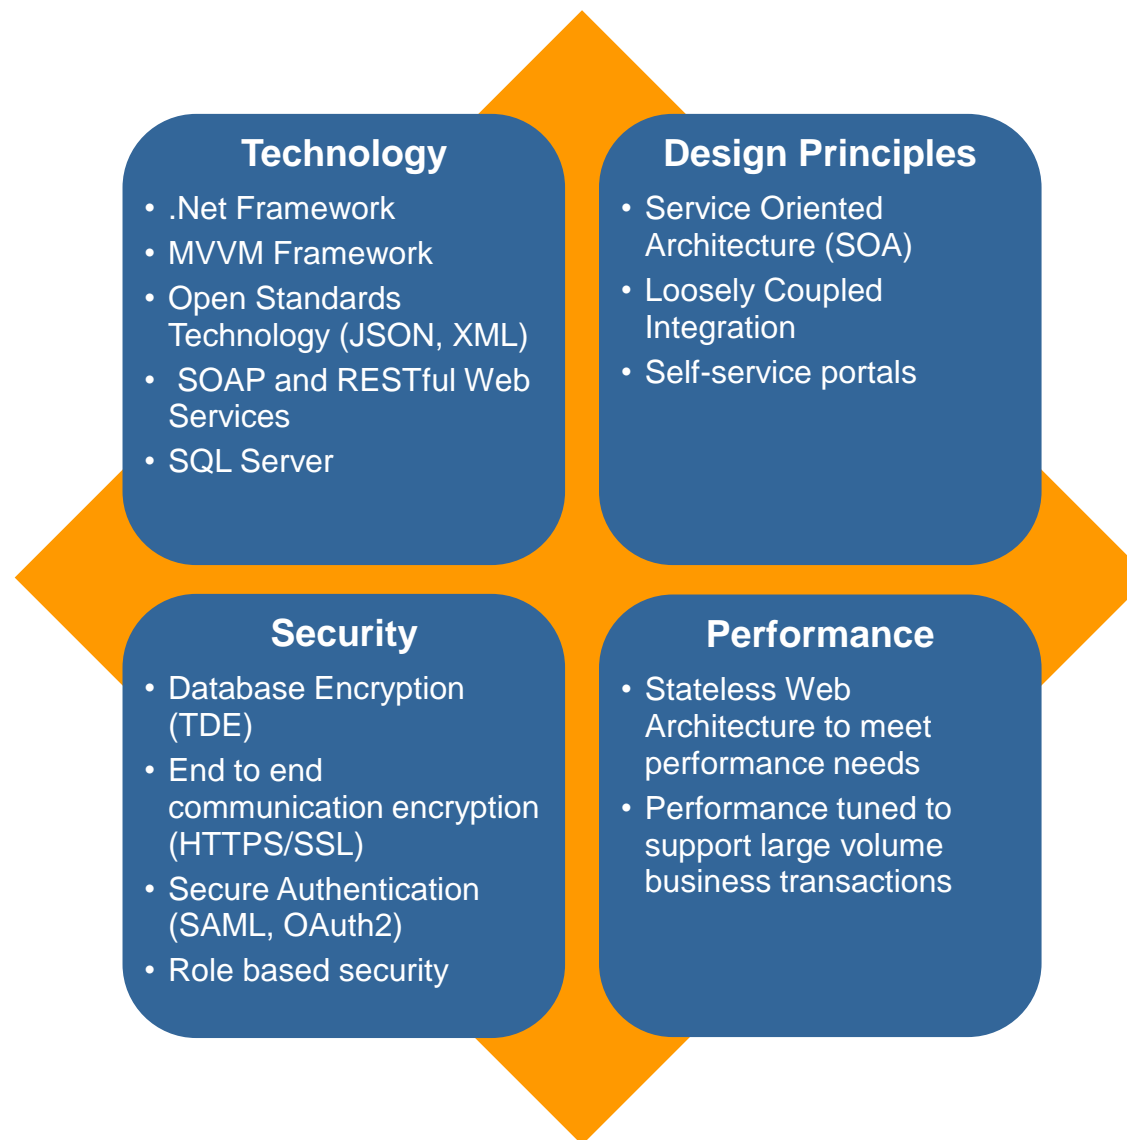 Technology
• .Net Framework
• MVVM Framework
• Open Standards
Technology (JSON, XML)
• SOAP and RESTful Web
Services
• SQL Server
Design Principles
• Service Oriented
Architecture (SOA)
• Loosely Coupled
Integration
• Self-service portals
Security
• Database Encryption
(TDE)
• End to end
communication encryption
(HTTPS/SSL)
• Secure Authentication
(SAML, OAuth2)
• Role based security
Performance
• Stateless Web
Architecture to meet
performance needs
• Performance tuned to
support large volume
business transactions